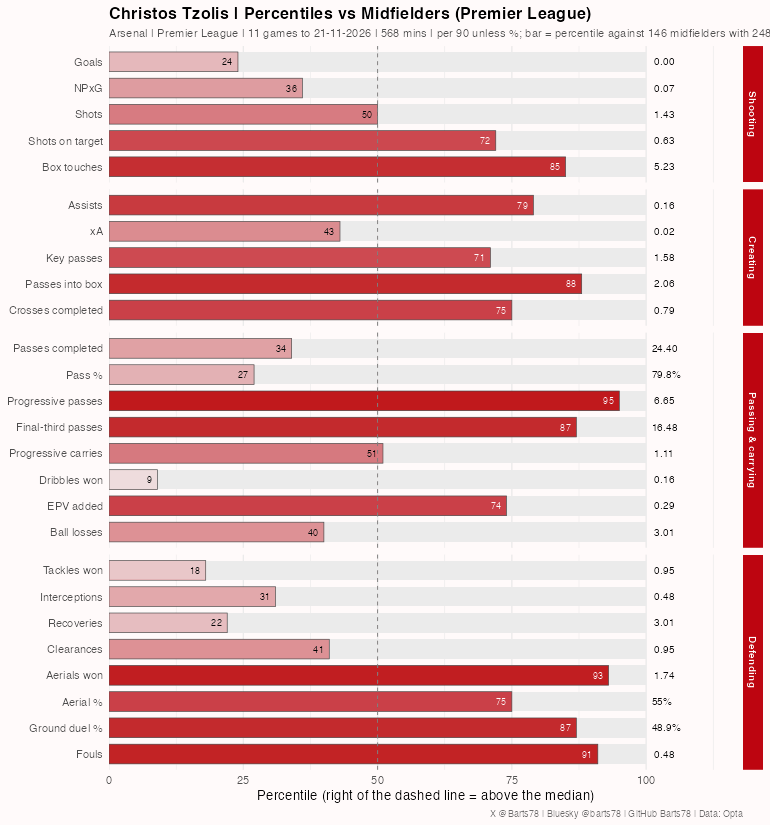 Christos Tzolis | Percentiles vs Midfielders (Premier League)
Arsenal | Premier League | 11 games to 21-11-2026 | 568 mins | per 90 unless %; bar = percentile against 146 midfielders with 248
Goals 24 0.00
NPxG 36 0.07
Shots 50 1.43
Shots on target 72 0.63
Box touches 85 5.23
Shooting
Assists 79 0.16
xA 43 0.02
Key passes 71 1.58
Passes into box 88 2.06
Crosses completed 75 0.79
Creating
Passes completed 34 24.40
Pass % 27 79.8%
Progressive passes 95 6.65
Final-third passes 87 16.48
Progressive carries 51 1.11
Dribbles won 9 0.16
EPV added 74 0.29
Ball losses 40 3.01
Passing & carrying
Tackles won 18 0.95
Interceptions 31 0.48
Recoveries 22 3.01
Clearances 41 0.95
Aerials won 93 1.74
Aerial % 75 55%
Ground duel % 87 48.9%
Fouls 91 0.48
Defending
0 25 50 75 100
Percentile (right of the dashed line = above the median)
X @Barts78 | Bluesky @barts78 | GitHub Barts78 | Data: Opta